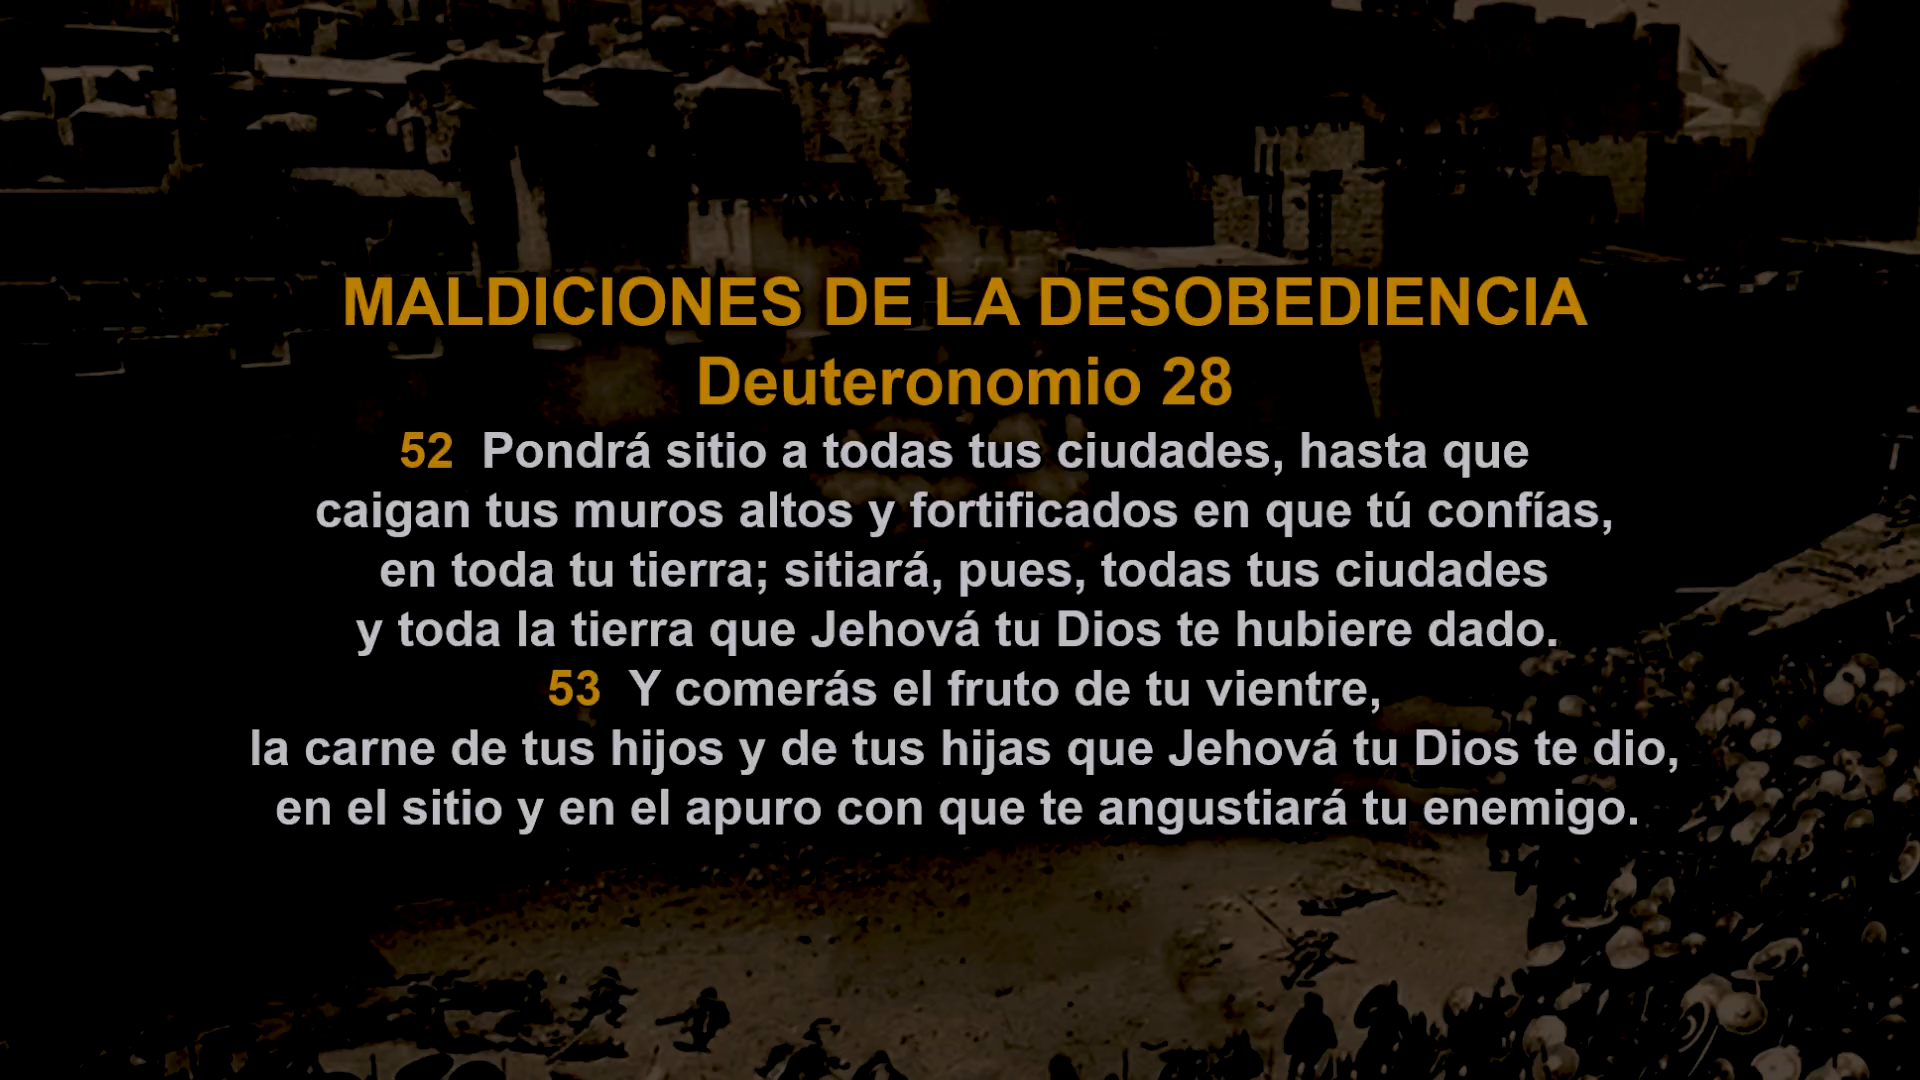 MALDICIONES DE LA DESOBEDIENCIA
Deuteronomio 28
52 Pondrá sitio a todas tus ciudades, hasta que
caigan tus muros altos y fortificados en que tú confías,
en toda tu tierra; sitiará, pues, todas tus ciudades
y toda la tierra que Jehová tu Dios te hubiere dado.
53 Y comerás el fruto de tu vientre,
la carne de tus hijos y de tus hijas que Jehová tu Dios te dio,
en el sitio y en el apuro con que te angustiará tu enemigo.